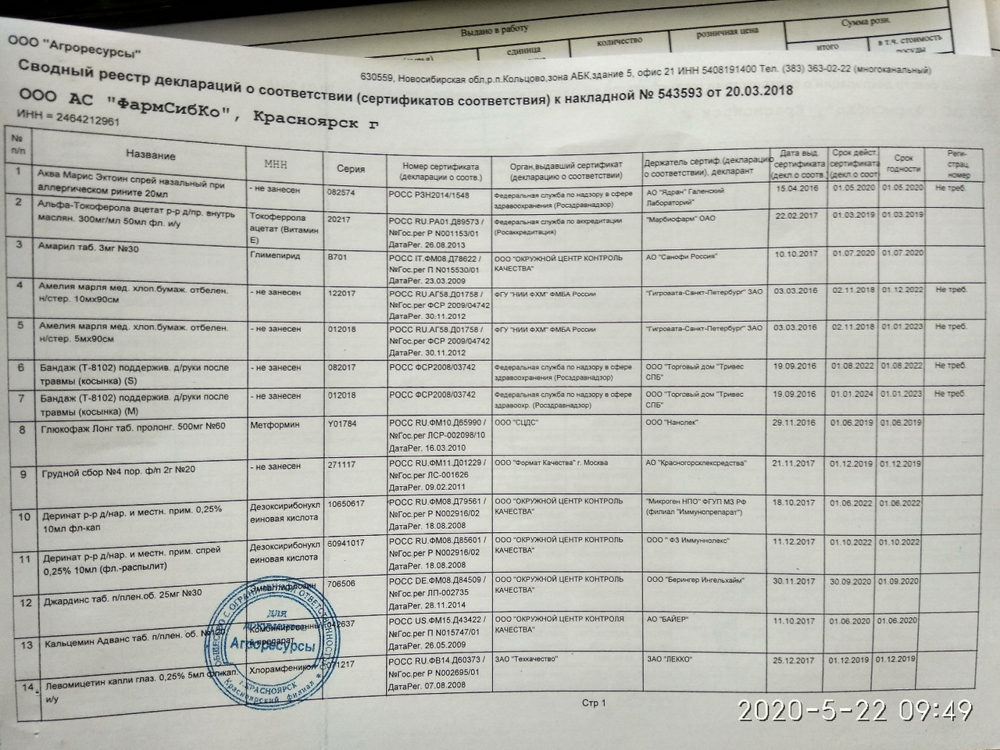 Выдано в работу
единица
количество
розничная цена
Сумма розн.
итого
в т.ч. стоимость
посуды
ООО "Агроресурсы"
630559, Новосибирская обл,р.п.Кольцово,зона АБК,здание 5, офис 21 ИНН 5408191400 Тел. (383) 363-02-22 (многоканальный)
Сводный реестр деклараций о соответствии (сертификатов соответствия) к накладной № 543593 от 20.03.2018
ООО АС "ФармСибКо", Красноярск г
ИНН = 2464212961
№ п/п Название МНН Серия Номер сертификата (декларации о соотв.) Орган,выдавший сертификат (декларацию о соответствии) Держатель сертиф.(декларацию о соответствии), декларант Дата выд. сертификата (декл.о соотв. Срок дейст. сертификата (декл.о соот Срок годности Реги- страц. номер
1 Аква Марис Эктоин спрей назальный при аллергическом рините 20мл - не занесен 082574 РОСС РЗН2014/1548 Федеральная служба по надзору в сфере здравоохранения (Росздравнадзор) АО "Ядран" Галенский Лабораторий" 15.04.2016 01.05.2020 01.05.2020 Не треб.
2 Альфа-Токоферола ацетат р-р д/пр. внутрь маслян. 300мг/мл 50мл фл. и/у Токоферрола ацетат (Витамин Е) 20217 РОСС RU.РА01.Д89573 / №Гос.рег Р N001153/01 ДатаРег. 26.08.2013 Федеральная служба по аккредитации (Росаккредитация) "Марбиофарм" ОАО 22.02.2017 01.03.2019 01.03.2019
3 Амарил таб. 3мг №30 Глимепирид B701 РОСС IT.ФМ08.Д78622 / №Гос.рег П N015530/01 ДатаРег. 23.03.2009 ООО "ОКРУЖНОЙ ЦЕНТР КОНТРОЛЬ КАЧЕСТВА" АО "Санофи Россия" 10.10.2017 01.07.2020 01.07.2020
4 Амелия марля мед. хлоп.бумаж. отбелен. н/стер. 10мх90см - не занесен 122017 РОСС RU.АГ58.Д01758 / №Гос.рег ФСР 2009/04742 ДатаРег. 30.11.2012 ФГУ "НИИ ФХМ" ФМБА России "Гигровата-Санкт-Петербург" ЗАО 03.03.2016 02.11.2018 01.12.2022 Не треб.
5 Амелия марля мед. хлоп.бумаж. отбелен. н/стер. 5мх90см - не занесен 012018 РОСС RU.АГ58.Д01758 / №Гос.рег ФСР 2009/04742 ДатаРег. 30.11.2012 ФГУ "НИИ ФХМ" ФМБА России "Гигровата-Санкт-Петербург" ЗАО 03.03.2016 02.11.2018 01.01.2023 Не треб.
6 Бандаж (Т-8102) поддержив. д/руки после травмы (косынка) (S) - не занесен 082017 РОСС ФСР2008/03742 Федеральная служба по надзору в сфере здравоохранения (Росздравнадзор) ООО "Торговый дом "Тривес СПБ" 19.09.2016 01.08.2022 01.08.2022 Не треб.
7 Бандаж (Т-8102) поддержив. д/руки после травмы (косынка) (М) - не занесен 012018 РОСС ФСР2008/03742 Федеральная служба по надзору в сфере здравоохр. (Росздравнадзор) ООО "Торговый дом "Тривес СПБ" 19.09.2016 01.01.2024 01.01.2023 Не треб.
8 Глюкофаж Лонг таб. пролонг. 500мг №60 Метформин Y01784 РОСС RU.ФМ10.Д65990 / №Гос.рег ЛСР-002098/10 ДатаРег. 16.03.2010 ООО "СЦДС" ООО "Нанолек" 29.11.2016 01.06.2019 01.06.2019
9 Грудной сбор №4 пор. ф/п 2г №20 - не занесен 271117 РОСС RU.ФМ11.Д01229 / №Гос.рег ЛС-001626 ДатаРег. 09.02.2011 ООО "Формат Качества" г. Москва АО "Красногорсклексредства" 21.11.2017 01.12.2019 01.12.2019
10 Деринат р-р д/нар. и местн. прим. 0,25% 10мл фл-кап Дезоксирибонукл еиновая кислота 10650617 РОСС RU.ФМ08.Д79561 / №Гос.рег Р N002916/02 ДатаРег. 18.08.2008 ООО "ОКРУЖНОЙ ЦЕНТР КОНТРОЛЬ КАЧЕСТВА" "Микроген НПО" ФГУП МЗ РФ (филиал "Иммунопрепарат") 18.10.2017 01.06.2022 01.06.2022
11 Деринат р-р д/нар. и местн. прим. спрей 0,25% 10мл (фл.-распылит) Дезоксирибонукл еиновая кислота 60941017 РОСС RU.ФМ08.Д85601 / №Гос.рег Р N002916/02 ДатаРег. 18.08.2008 ООО "ОКРУЖНОЙ ЦЕНТР КОНТРОЛЬ КАЧЕСТВА" ООО " ФЗ Иммуннолекс" 11.12.2017 01.10.2022 01.10.2022
12 Джардинс таб. п/плен.об. 25мг №30 Эмпаглифлозин 706506 РОСС DE.ФМ08.Д84509 / №Гос.рег ЛП-002735 ДатаРег. 28.11.2014 ООО "ОКРУЖНОЙ ЦЕНТР КОНТРОЛЬ КАЧЕСТВА" ООО "Берингер Ингельхайм" 30.11.2017 30.09.2020 01.09.2020
13 Кальцемин Адванс таб. п/плен. об. №120 Комбинированный препарат 042637 РОСС US.ФМ15.Д43422 / №Гос.рег П N015747/01 ДатаРег. 26.05.2009 ООО "ОКРУЖНОЙ ЦЕНТР КОНТРОЛЯ КАЧЕСТВА" АО "БАЙЕР" 11.10.2017 01.06.2020 01.06.2020
14 Левомицетин капли глаз. 0,25% 5мл фл-кап. и/у Хлорамфеникол 071217 РОСС RU.ФВ14.Д60373 / №Гос.рег Р N002695/01 ДатаРег. 07.08.2008 ЗАО "Техкачество" ЗАО "ЛЕККО" 25.12.2017 01.12.2019 01.12.2019
ОБЩЕСТВО С ОГРАНИЧЕННОЙ ОТВЕТСТВЕННОСТЬЮ
для
документов
Агроресурсы
г.КРАСНОЯРСК
Красноярский филиал
Стр 1
2020-5-22 09:49